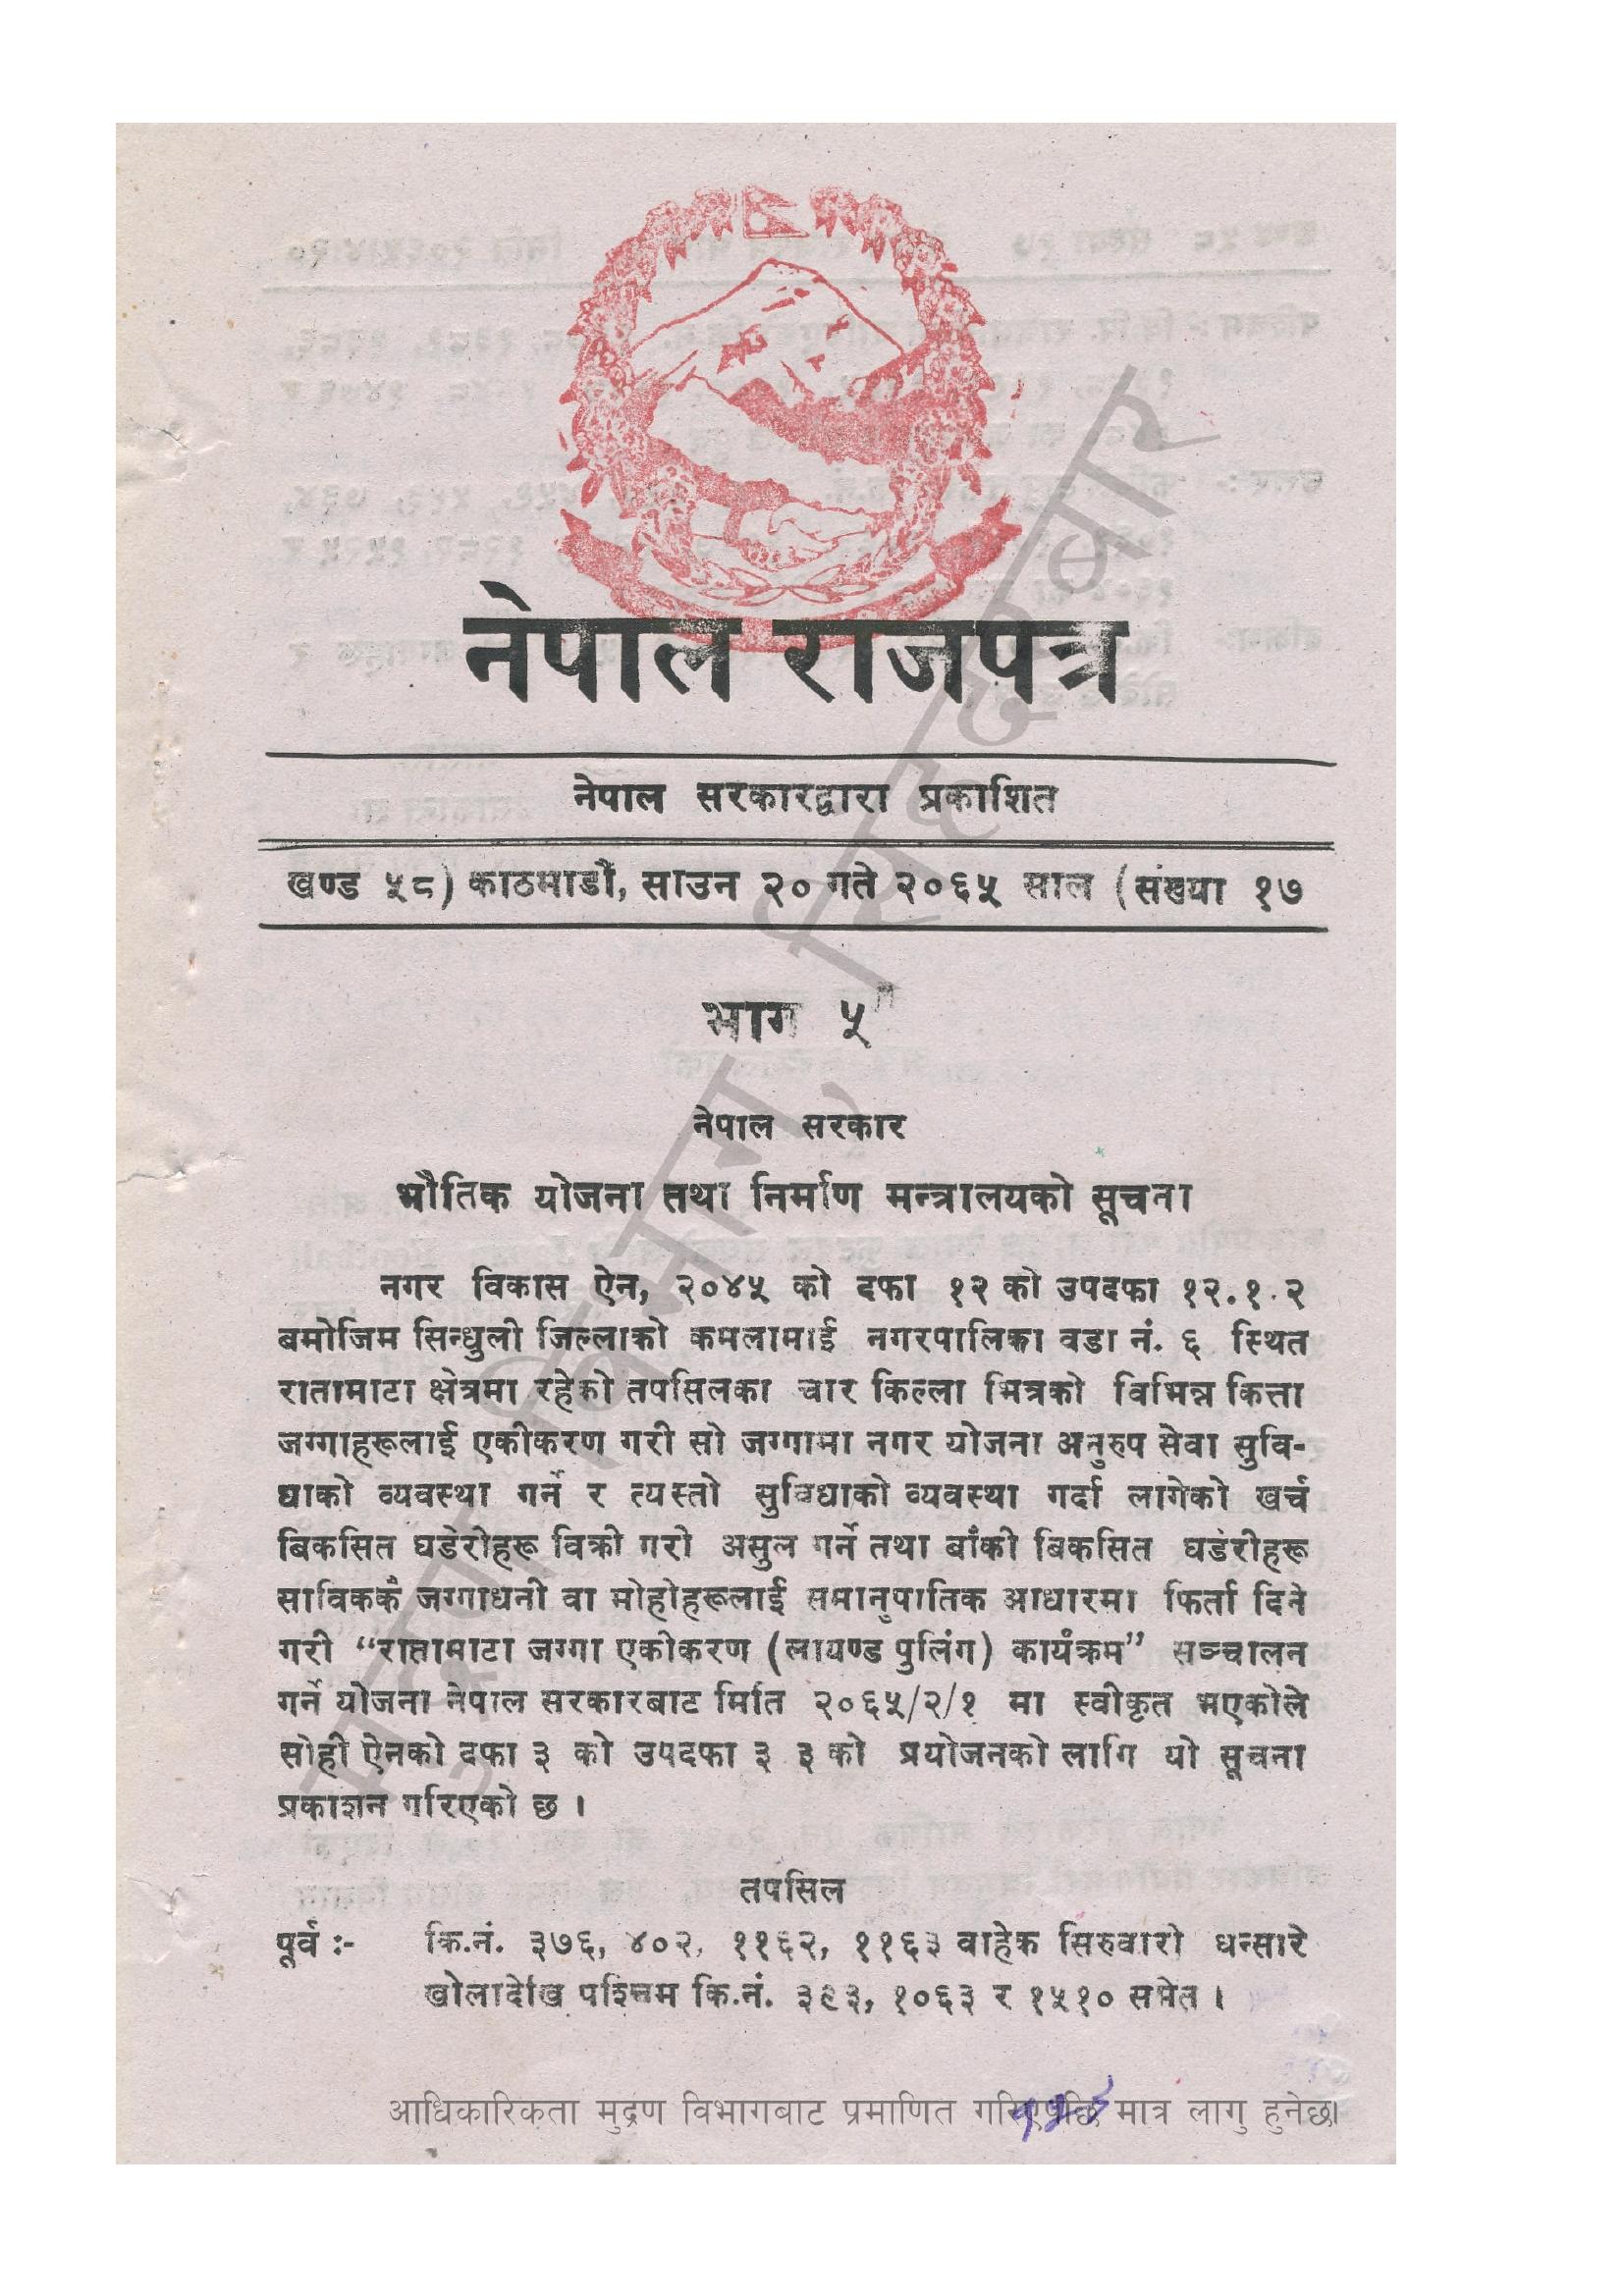 नेपाल राजपत्र
नेपाल सरकारद्वारा प्रकाशित
खण्ड ५८) काठमाडौं, साउन २० गते २०६५ साल (संख्या १७
भाग ५
नेपाल सरकार
भौतिक योजना तथा निर्माण मन्त्रालयको सूचना
नगर विकास ऐन, २०४५ को दफा १२ को उपदफा १२.१.२
बमोजिम सिन्धुली जिल्लाको कमलामाई नगरपालिका वडा नं. ६ स्थित
रातामाटा क्षेत्रमा रहेको तपसिलका चार किल्ला भित्रको विभिन्न कित्ता
जग्गाहरूलाई एकीकरण गरी सो जग्गामा नगर योजना अनुरुप सेवा सुवि-
धाको व्यवस्था गर्ने र त्यस्तो सुविधाको व्यवस्था गर्दा लागेको खर्च
बिकसित घडेरीहरू विक्री गरी असुल गर्ने तथा बाँकी बिकसित घडेरीहरू
साविककै जग्गाधनी वा मोहीहरूलाई समानुपातिक आधारमा फिर्ता दिने
गरी “रातामाटा जग्गा एकीकरण (लायण्ड पुलिंग) कार्यक्रम” सञ्चालन
गर्ने योजना नेपाल सरकारबाट मिति २०६५/२/१ मा स्वीकृत भएकोले
सोही ऐनको दफा ३ को उपदफा ३ ३ को प्रयोजनको लागि यो सूचना
प्रकाशन गरिएको छ ।
तपसिल
पूर्व :- कि.नं. ३७६, ४०२, ११६२, ११६३ वाहेक सिरुवारी धन्सारे
खोलादेखि पश्चिम कि.नं. ३९३, १०६३ र १५१० समेत ।
मुद्रण विभाग, सिंहदरबार
आधिकारिकता मुद्रण विभागबाट प्रमाणित गरिएपछि मात्र लागु हुनेछ।